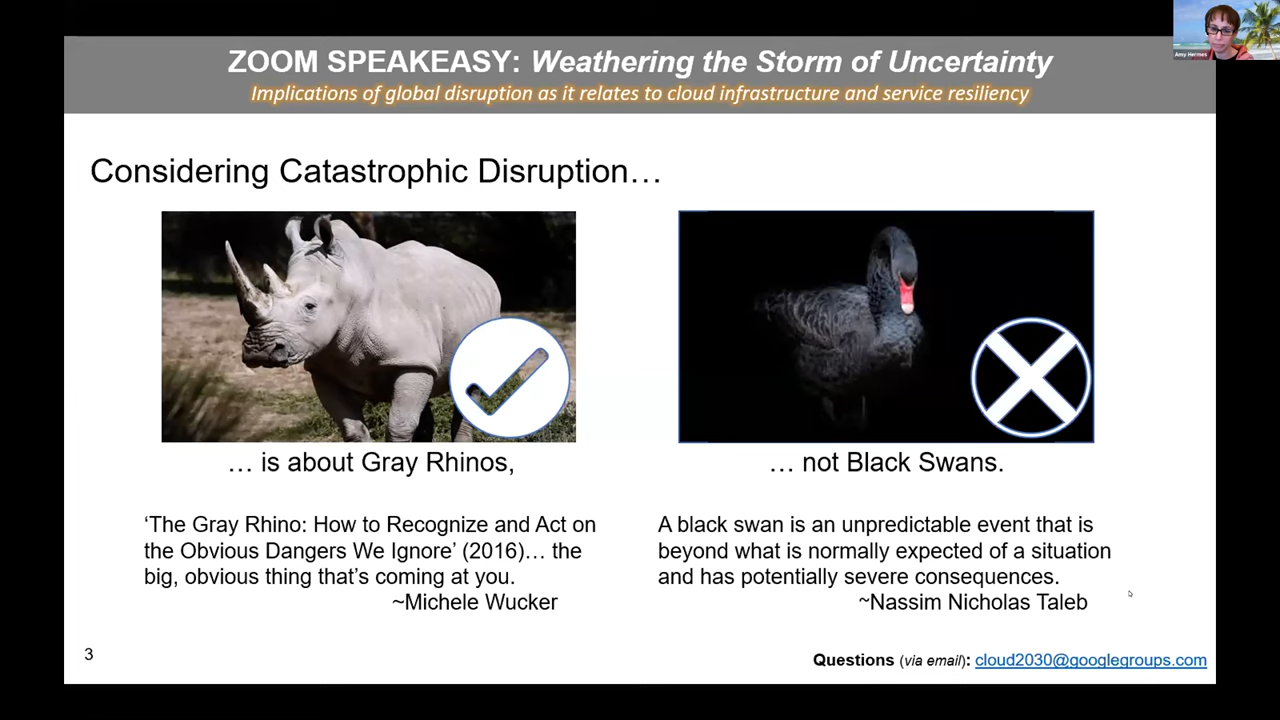 Amy Hermes
ZOOM SPEAKEASY: Weathering the Storm of Uncertainty
Implications of global disruption as it relates to cloud infrastructure and service resiliency
Considering Catastrophic Disruption…
… is about Gray Rhinos,
… not Black Swans.
‘The Gray Rhino: How to Recognize and Act on
the Obvious Dangers We Ignore’ (2016)… the
big, obvious thing that’s coming at you.
~Michele Wucker
A black swan is an unpredictable event that is
beyond what is normally expected of a situation
and has potentially severe consequences.
~Nassim Nicholas Taleb
3
Questions (via email): cloud2030@googlegroups.com